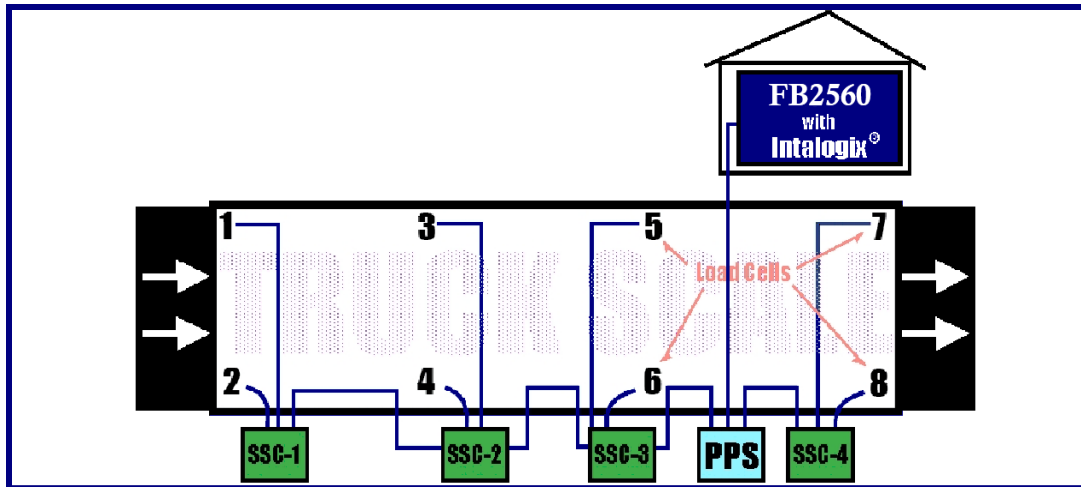 FB2560
with
Intalogix®
1 3 5 7
TRUCK SCALE
Load Cells
2 4 6 8
SSC-1 SSC-2 SSC-3 PPS SSC-4